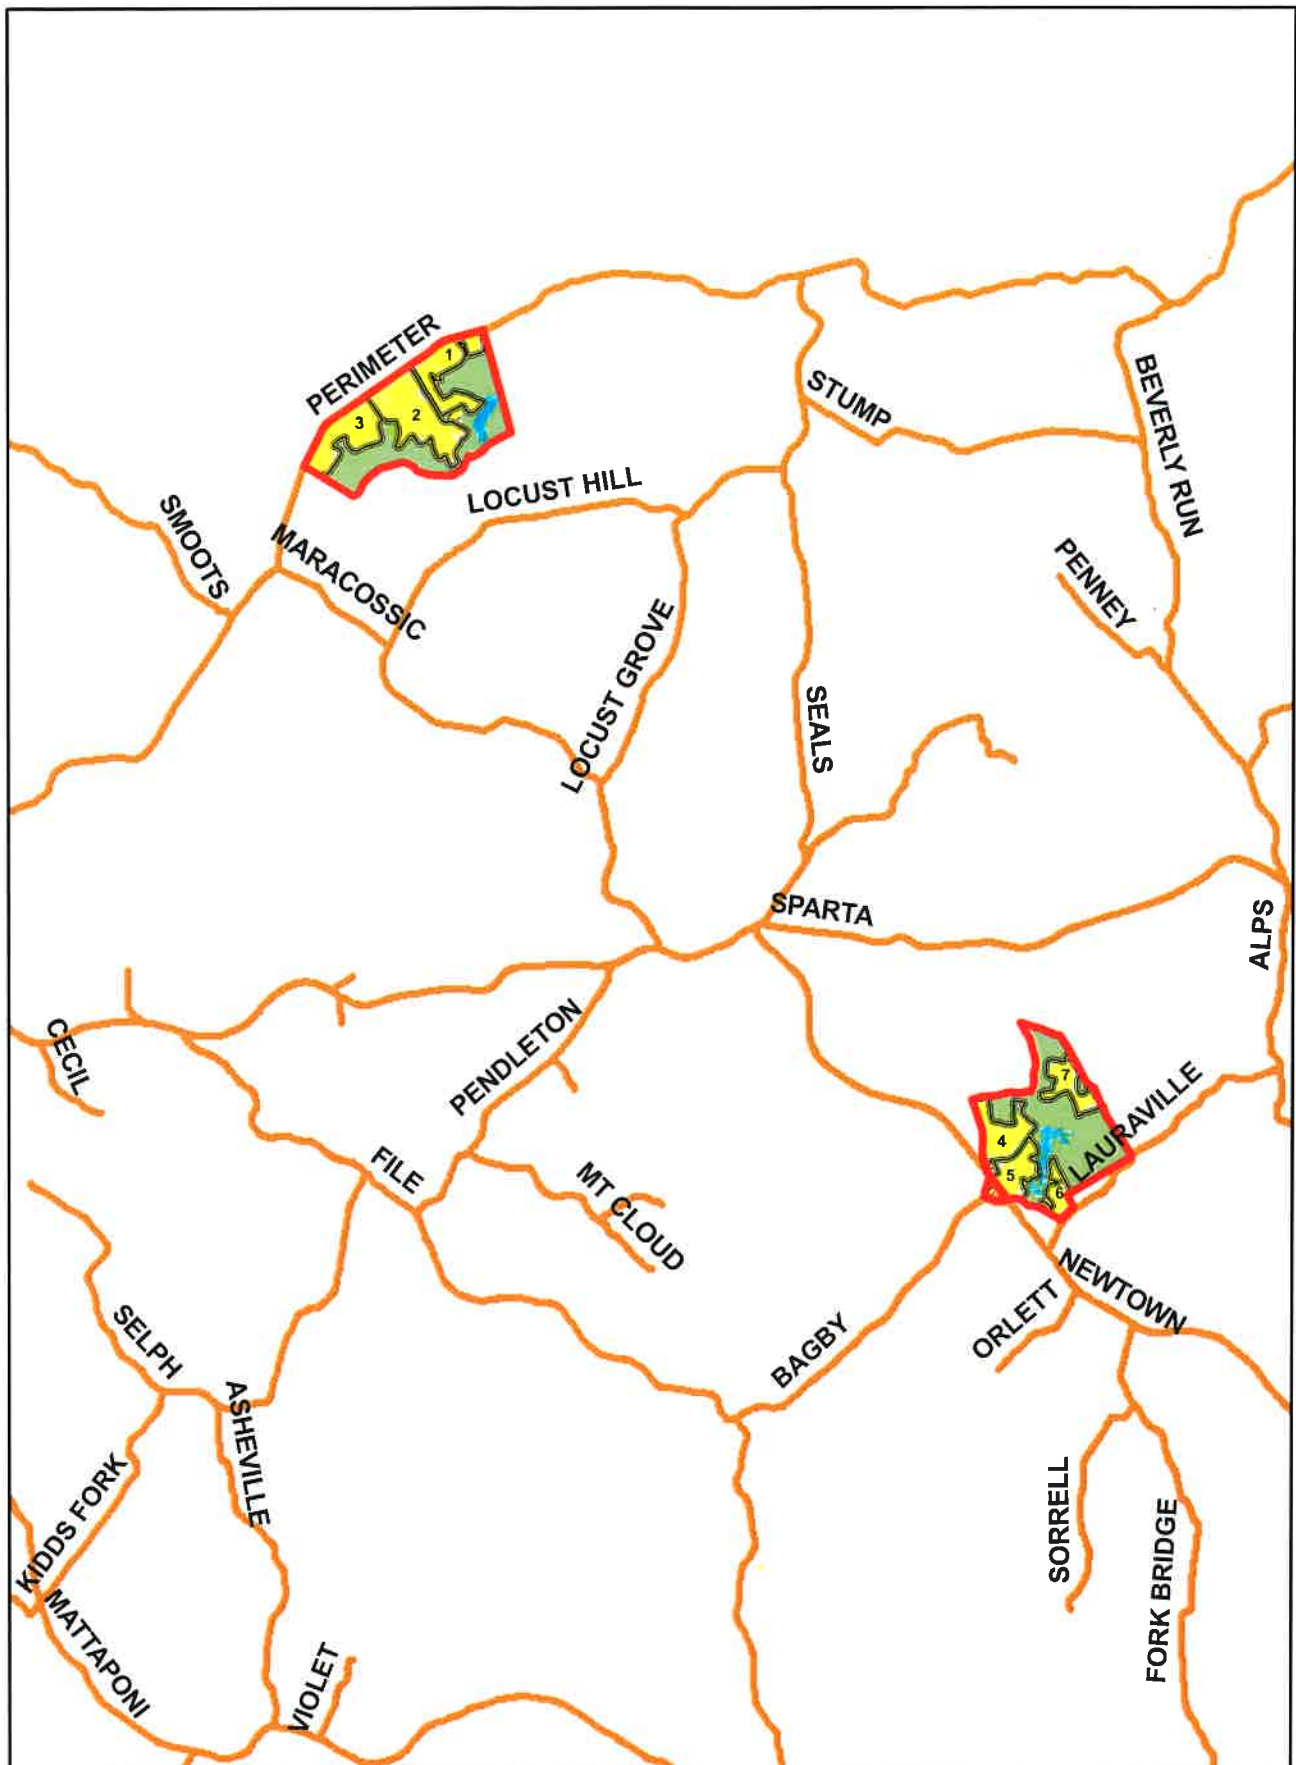 PERIMETER
1
2
3
STUMP
BEVERLY RUN
LOCUST HILL
SMOOTS
MARACOSSIC
PENNEY
LOCUST GROVE
SEALS
SPARTA
ALPS
CECIL
PENDLETON
7
LAURAVILLE
4
5
6
FILE
MT CLOUD
NEWTOWN
ORLETT
SELPH
BAGBY
ASHEVILLE
KIDDS FORK
SORRELL
FORK BRIDGE
MATTAPONI
VIOLET